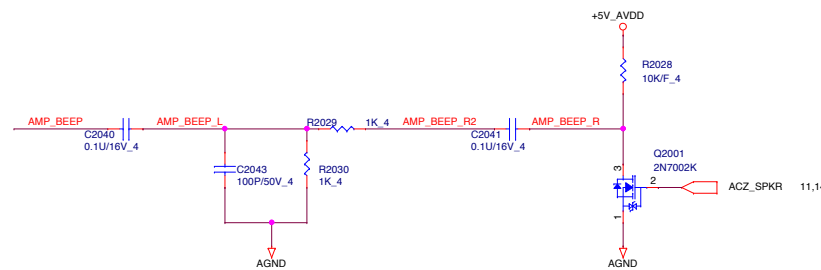 +5V_AVDD
R2028
10K/F_4
AMP_BEEP
C2040
0.1U/16V_4
AMP_BEEP_L
R2029
1K_4
AMP_BEEP_R2
C2041
0.1U/16V_4
AMP_BEEP_R
C2043
100P/50V_4
R2030
1K_4
3
Q2001
2N7002K
2
ACZ_SPKR
1
AGND
AGND